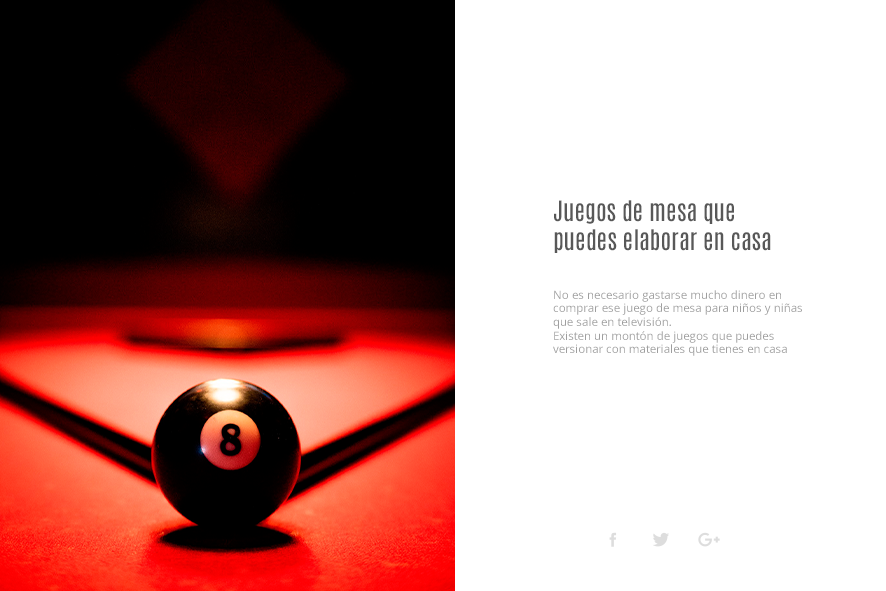 8
Juegos de mesa que
puedes elaborar en casa
No es necesario gastarse mucho dinero en
comprar ese juego de mesa para niños y niñas
que sale en televisión.
Existen un montón de juegos que puedes
versionar con materiales que tienes en casa
f
G+